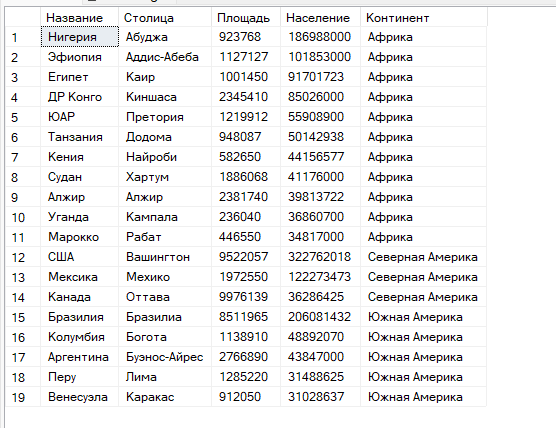 Название Столица Площадь Население Континент
1 Нигерия Абуджа 923768 186988000 Африка
2 Эфиопия Аддис-Абеба 1127127 101853000 Африка
3 Египет Каир 1001450 91701723 Африка
4 ДР Конго Киншаса 2345410 85026000 Африка
5 ЮАР Претория 1219912 55908900 Африка
6 Танзания Додома 948087 50142938 Африка
7 Кения Найроби 582650 44156577 Африка
8 Судан Хартум 1886068 41176000 Африка
9 Алжир Алжир 2381740 39813722 Африка
10 Уганда Кампала 236040 36860700 Африка
11 Марокко Рабат 446550 34817000 Африка
12 США Вашингтон 9522057 322762018 Северная Америка
13 Мексика Мехико 1972550 122273473 Северная Америка
14 Канада Оттава 9976139 36286425 Северная Америка
15 Бразилия Бразилиа 8511965 206081432 Южная Америка
16 Колумбия Богота 1138910 48892070 Южная Америка
17 Аргентина Буэнос-Айрес 2766890 43847000 Южная Америка
18 Перу Лима 1285220 31488625 Южная Америка
19 Венесуэла Каракас 912050 31028637 Южная Америка